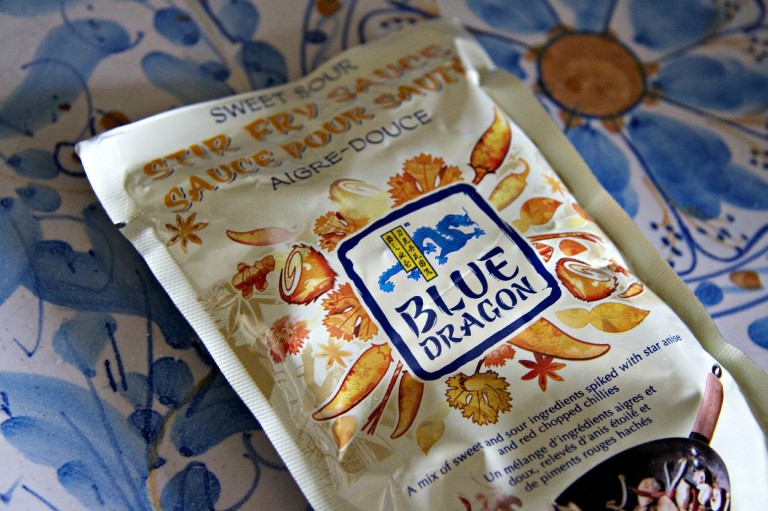 SWEET SOUR
STIR FRY SAUCE
SAUCE POUR SAUTÉ
AIGRE-DOUCE
BLUE
DRAGON
A mix of sweet and sour ingredients spiked with star anise
and red chopped chillies
Un mélange d'ingrédients aigres et
doux, relevés d'anis étoilé et
de piments rouges hachés